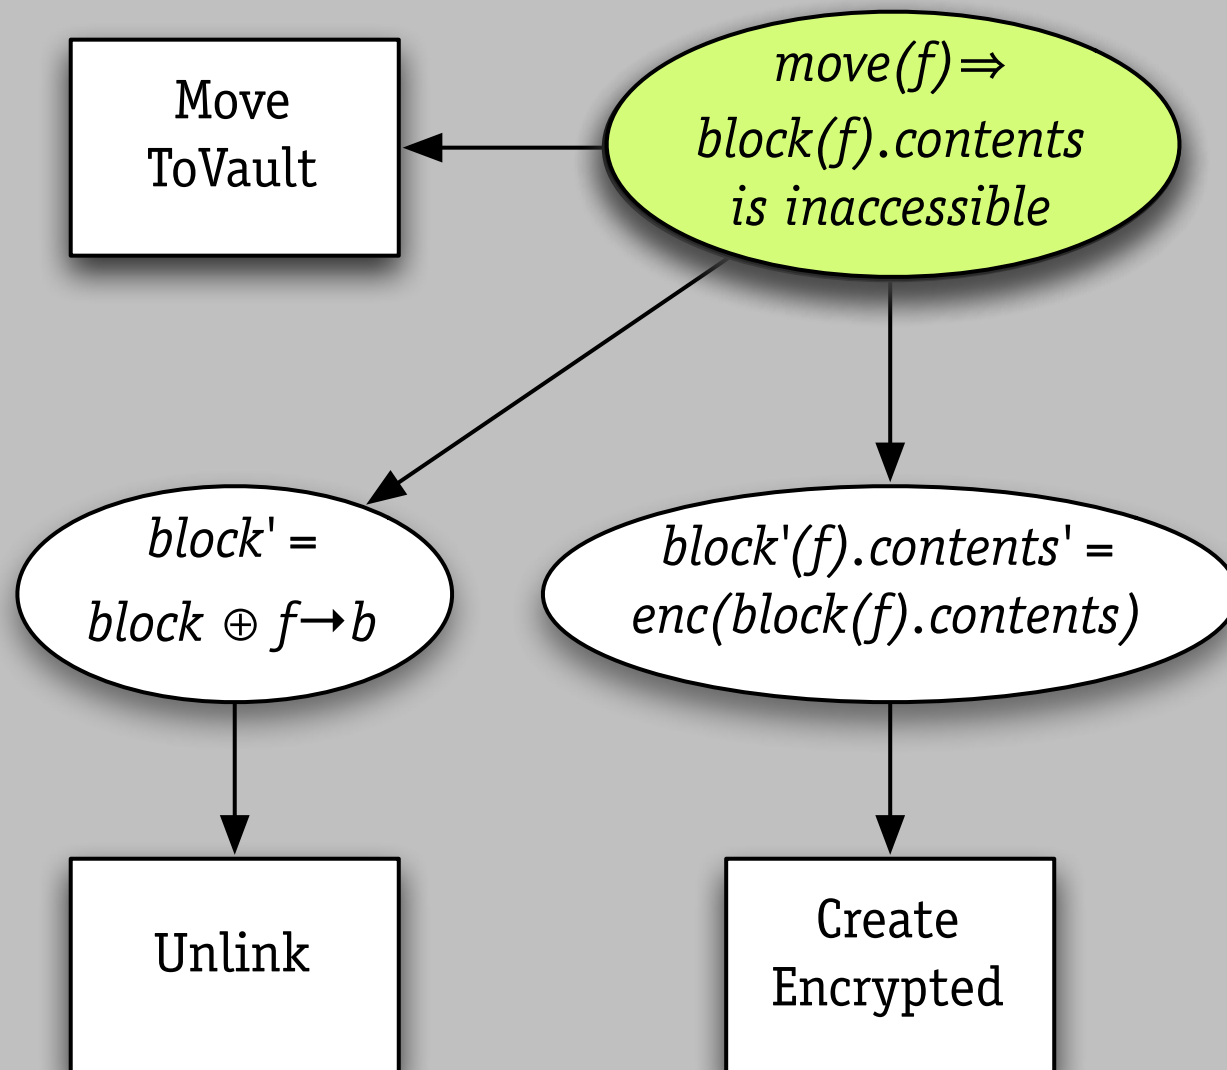 Move
ToVault
move(f)⇒
block(f).contents
is inaccessible
block' =
block ⊕ f→b
block'(f).contents' =
enc(block(f).contents)
Unlink
Create
Encrypted